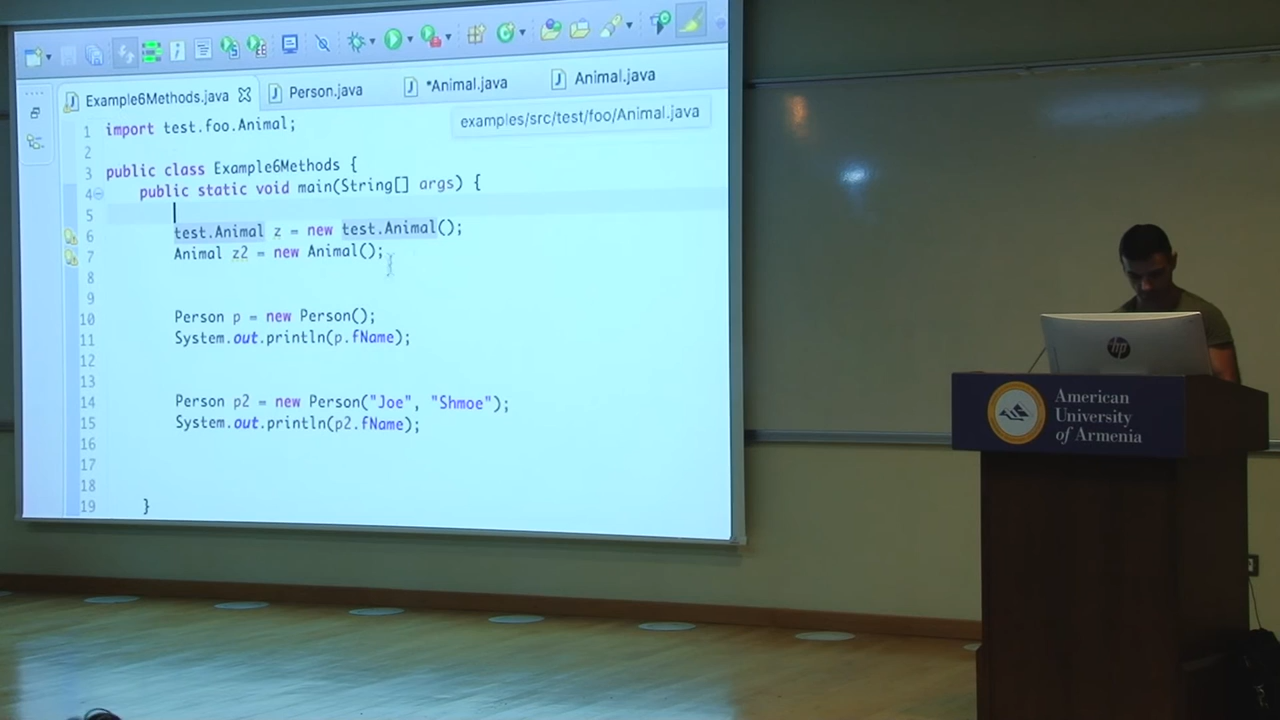 Example6Methods.java
Person.java
*Animal.java
Animal.java
examples/src/test/foo/Animal.java
1 import test.foo.Animal;
2
3 public class Example6Methods {
4 public static void main(String[] args) {
5
6 test.Animal z = new test.Animal();
7 Animal z2 = new Animal();
8
9
10 Person p = new Person();
11 System.out.println(p.fName);
12
13
14 Person p2 = new Person("Joe", "Shmoe");
15 System.out.println(p2.fName);
16
17
18
19 }
hp
American
University
of Armenia